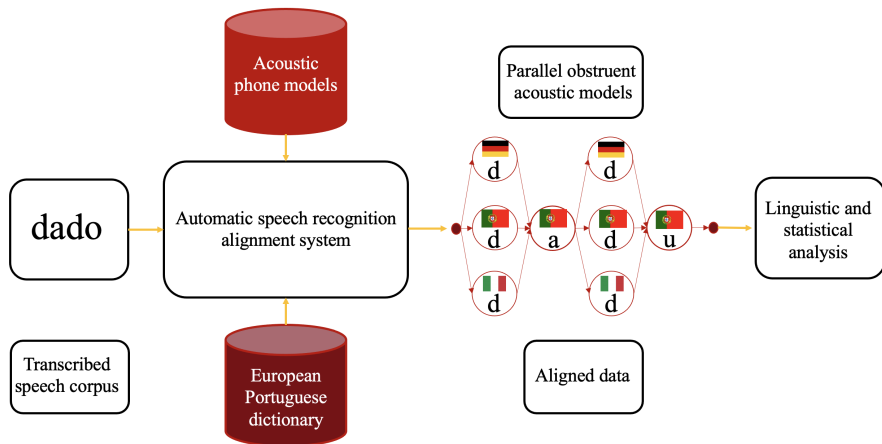 Acoustic
phone models
Parallel obstruent
acoustic models
dado
Automatic speech recognition
alignment system
d
d
d
a
d
d
d
u
Linguistic and
statistical
analysis
Transcribed
speech corpus
European
Portuguese
dictionary
Aligned data